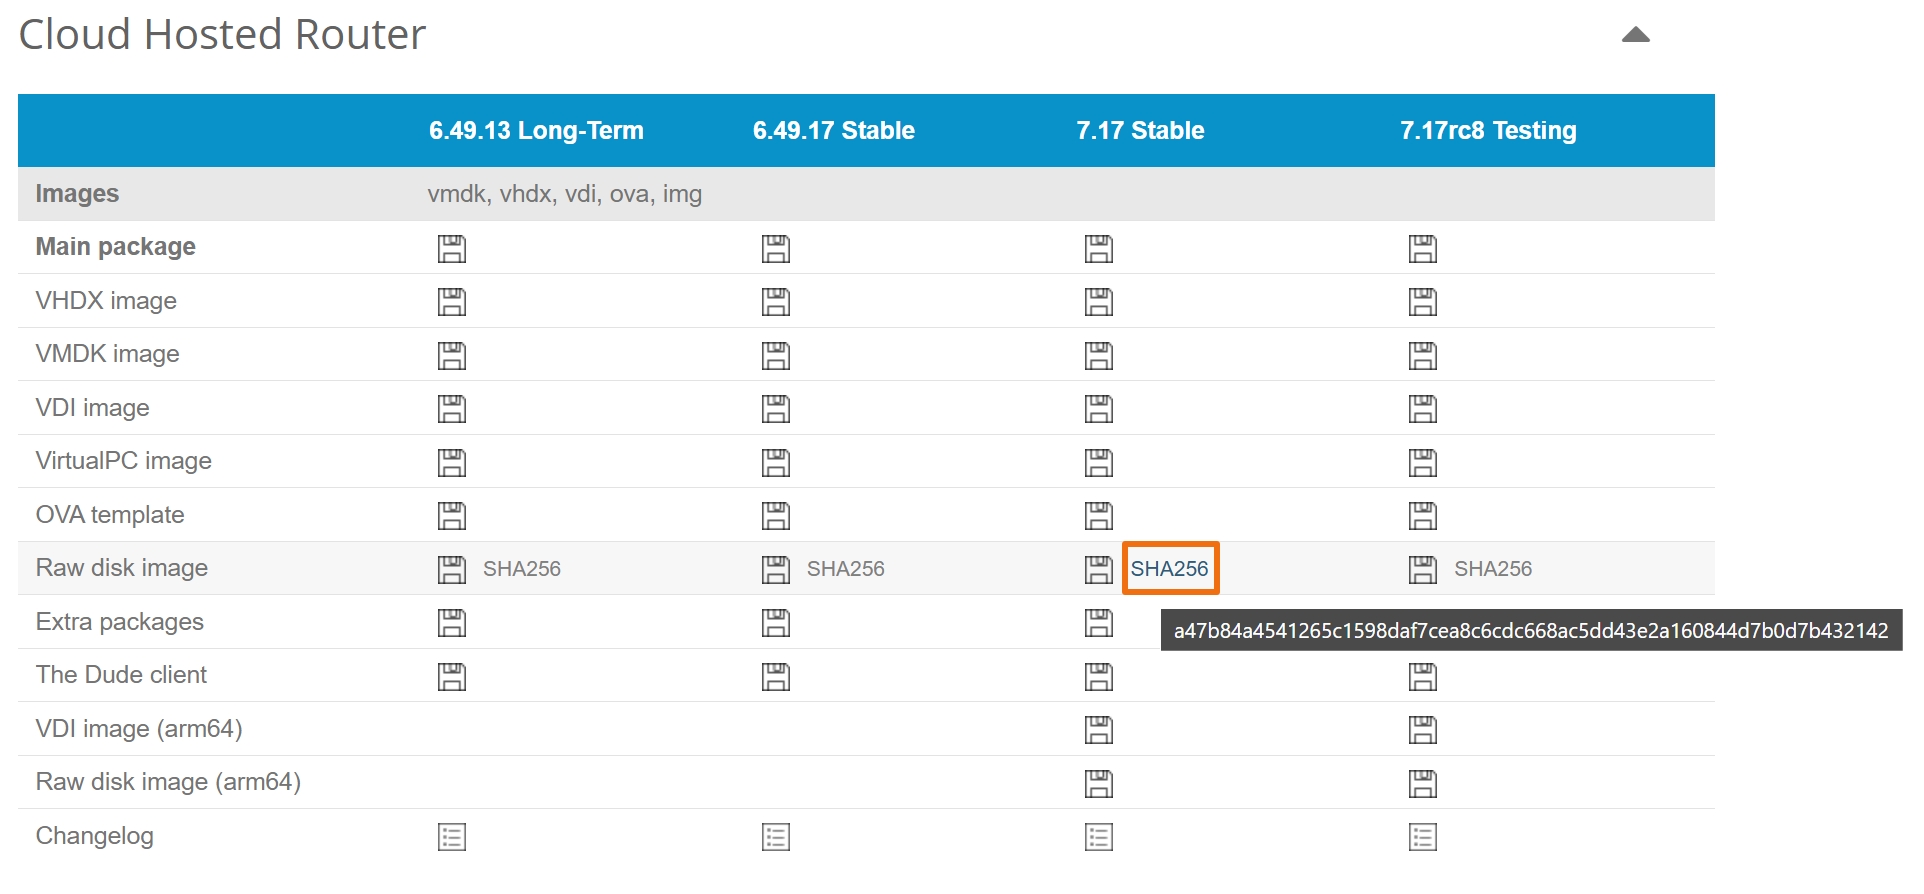 Cloud Hosted Router
6.49.13 Long-Term 6.49.17 Stable 7.17 Stable 7.17rc8 Testing
Images vmdk, vhdx, vdi, ova, img
Main package
VHDX image
VMDK image
VDI image
VirtualPC image
OVA template
Raw disk image SHA256 SHA256 SHA256 SHA256
Extra packages
a47b84a4541265c1598daf7cea8c6cdc668ac5dd43e2a160844d7b0d7b432142
The Dude client
VDI image (arm64)
Raw disk image (arm64)
Changelog